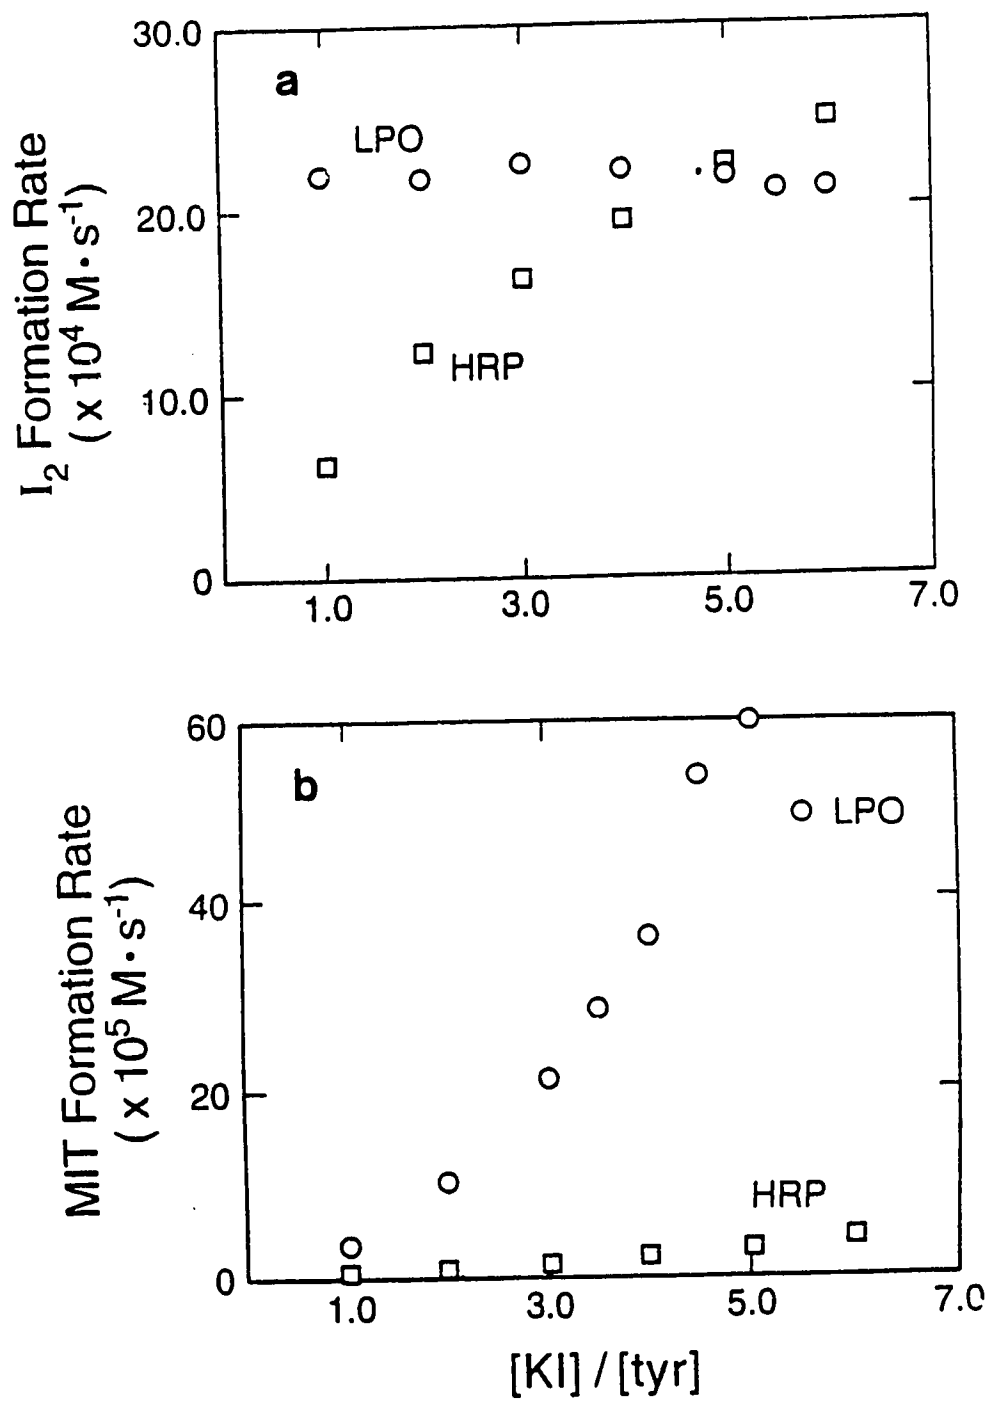 30.0
a
LPO
20.0
HRP
10.0
0
1.0
3.0
5.0
7.0
I₂ Formation Rate
(x 10⁴ M·s⁻¹)
60
b
LPO
40
20
HRP
0
1.0
3.0
5.0
7.0
MIT Formation Rate
(x 10⁵ M·s⁻¹)
[KI] / [tyr]